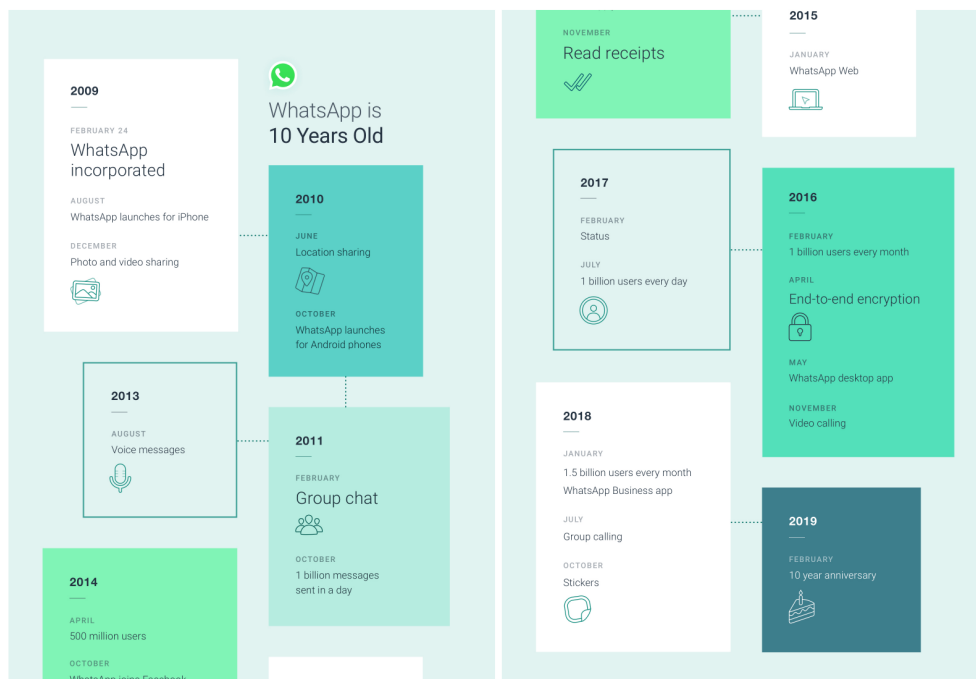 WhatsApp is
10 Years Old
2009
FEBRUARY 24
WhatsApp
incorporated
AUGUST
WhatsApp launches for iPhone
DECEMBER
Photo and video sharing
2010
JUNE
Location sharing
OCTOBER
WhatsApp launches
for Android phones
2011
FEBRUARY
Group chat
OCTOBER
1 billion messages
sent in a day
2013
AUGUST
Voice messages
2014
APRIL
500 million users
OCTOBER
WhatsApp joins Facebook
NOVEMBER
Read receipts
2015
JANUARY
WhatsApp Web
2016
FEBRUARY
1 billion users every month
APRIL
End-to-end encryption
MAY
WhatsApp desktop app
NOVEMBER
Video calling
2017
FEBRUARY
Status
JULY
1 billion users every day
2018
JANUARY
1.5 billion users every month
WhatsApp Business app
JULY
Group calling
OCTOBER
Stickers
2019
FEBRUARY
10 year anniversary